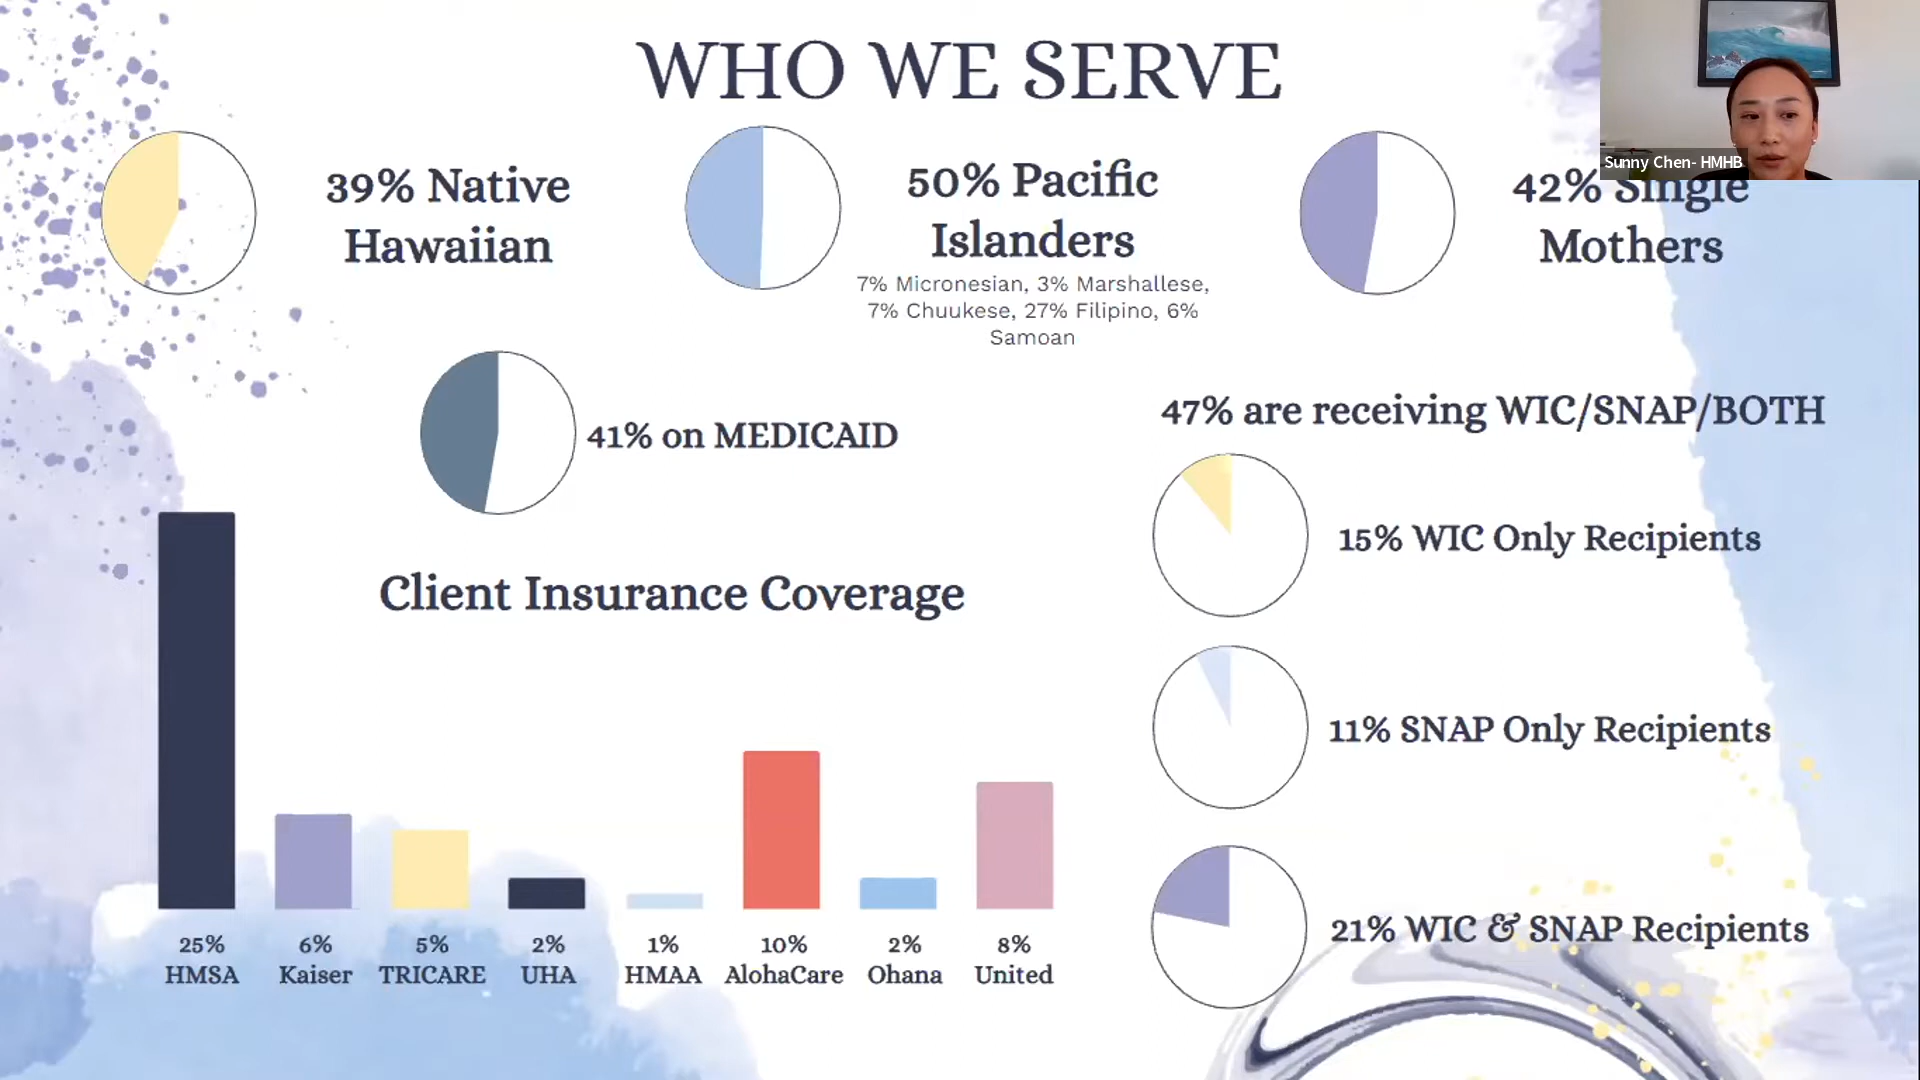 WHO WE SERVE
Sunny Chen- HMHB
39% Native
Hawaiian
50% Pacific
Islanders
7% Micronesian, 3% Marshallese,
7% Chuukese, 27% Filipino, 6%
Samoan
42% Single
Mothers
41% on MEDICAID
47% are receiving WIC/SNAP/BOTH
15% WIC Only Recipients
11% SNAP Only Recipients
21% WIC & SNAP Recipients
Client Insurance Coverage
25% 6% 5% 2% 1% 10% 2% 8%
HMSA Kaiser TRICARE UHA HMAA AlohaCare Ohana United